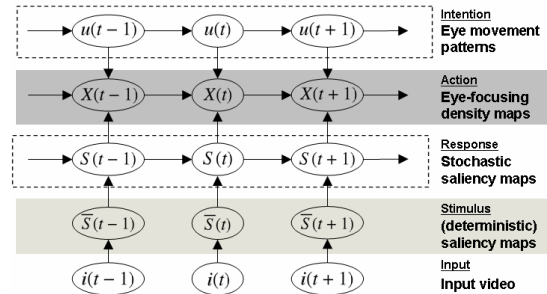 u(t − 1) u(t) u(t + 1)
Intention
Eye movement
patterns
X(t − 1) X(t) X(t + 1)
Action
Eye-focusing
density maps
S(t − 1) S(t) S(t + 1)
Response
Stochastic
saliency maps
S̅(t − 1) S̅(t) S̅(t + 1)
Stimulus
(deterministic)
saliency maps
i(t − 1) i(t) i(t + 1)
Input
Input video